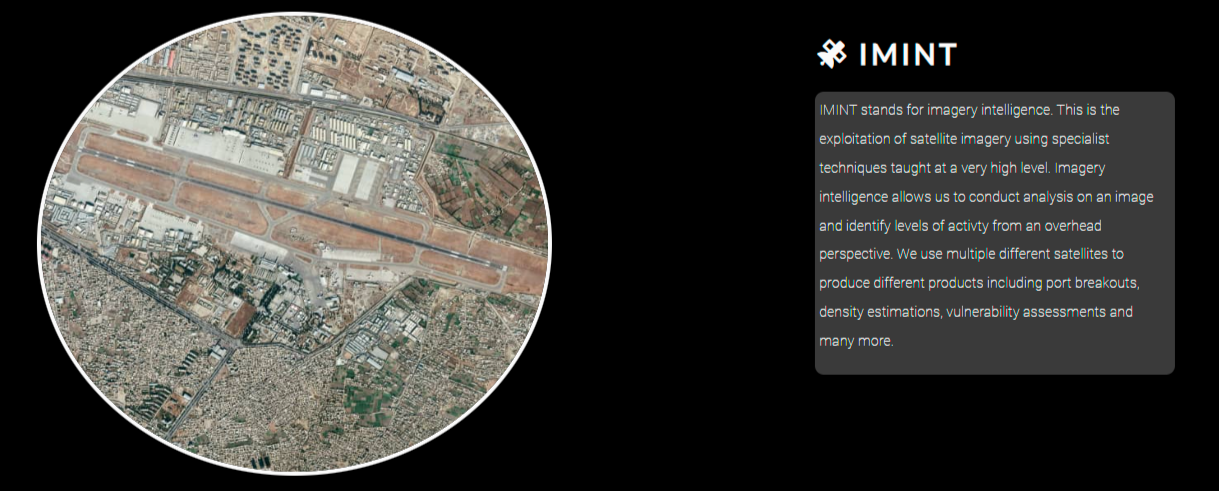 IMINT
IMINT stands for imagery intelligence. This is the
exploitation of satellite imagery using specialist
techniques taught at a very high level. Imagery
intelligence allows us to conduct analysis on an image
and identify levels of activty from an overhead
perspective. We use multiple different satellites to
produce different products including port breakouts,
density estimations, vulnerability assessments and
many more.